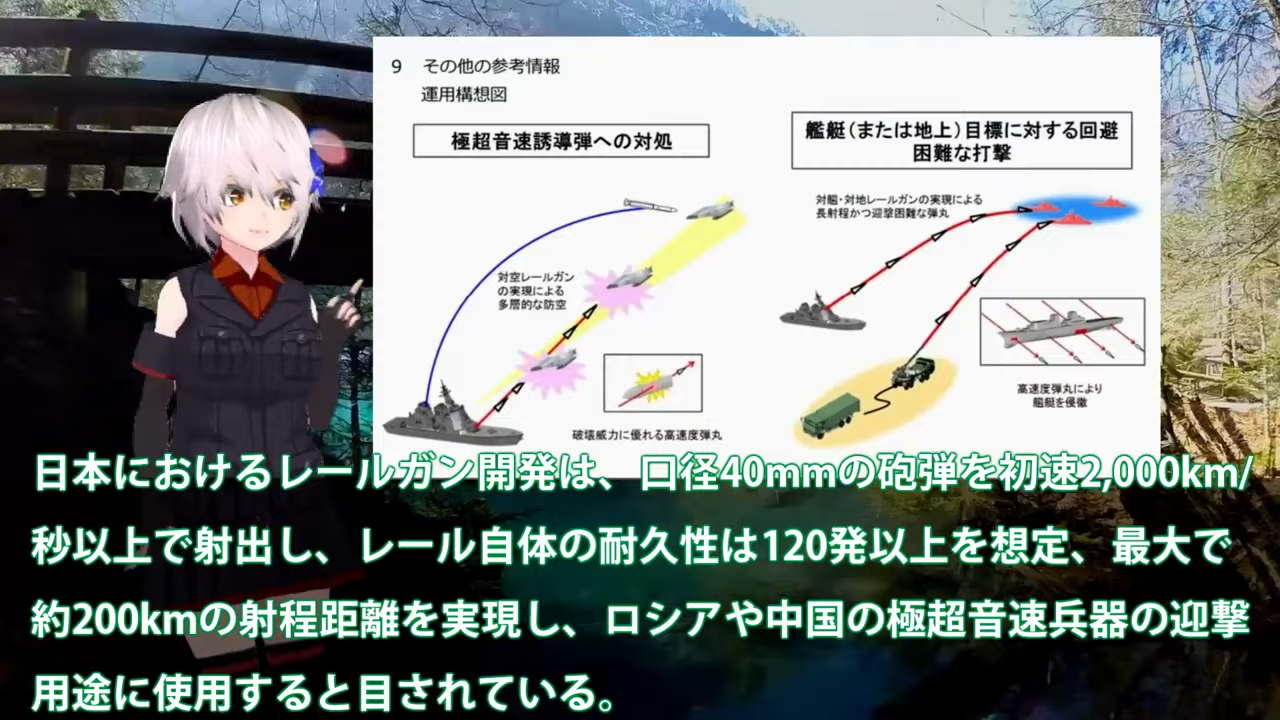 9 その他の参考情報
運用構想図
極超音速誘導弾への対処
対空レールガン
の実現による
多層的な防空
破壊威力に優れる高速度弾丸
艦艇(または地上)目標に対する回避
困難な打撃
対艦・対地レールガンの実現による
長射程かつ迎撃困難な弾丸
高速度弾丸により
艦艇を侵徹
日本におけるレールガン開発は、口径40mmの砲弾を初速2,000km/
秒以上で射出し、レール自体の耐久性は120発以上を想定、最大で
約200kmの射程距離を実現し、ロシアや中国の極超音速兵器の迎撃
用途に使用すると目されている。